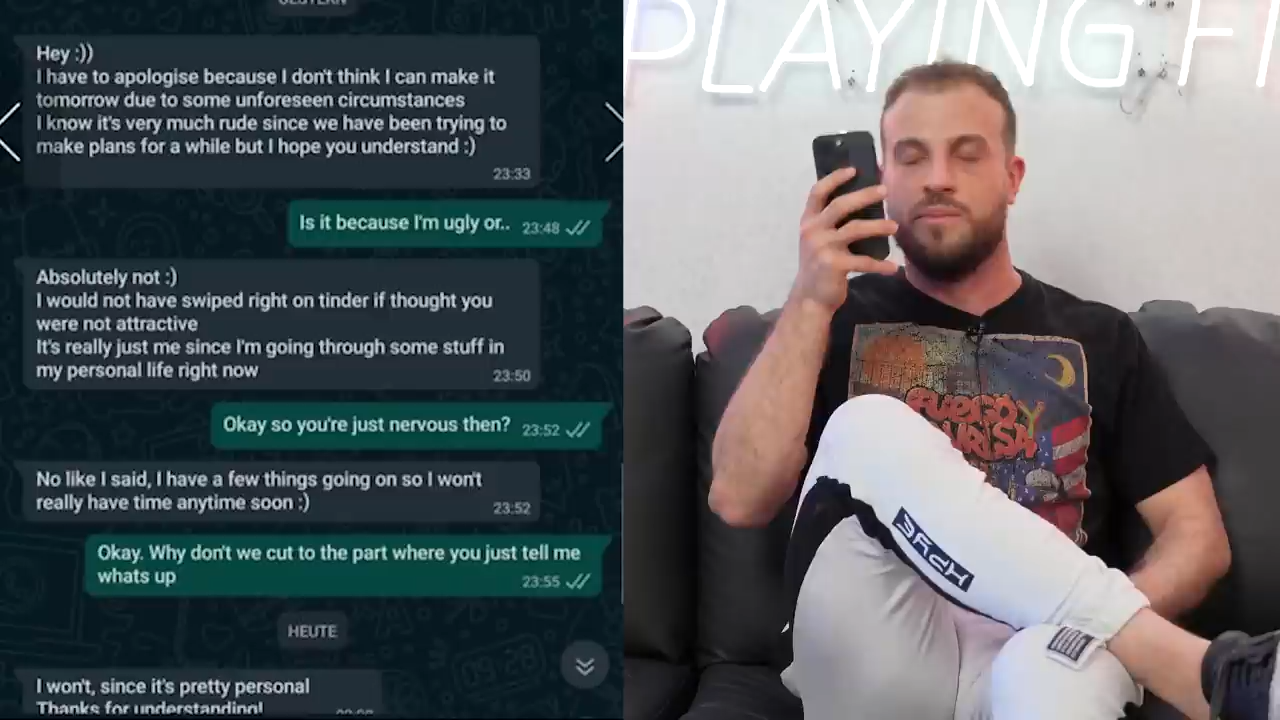 GESTERN
Hey :))
I have to apologise because I don't think I can make it
tomorrow due to some unforeseen circumstances
I know it's very much rude since we have been trying to
make plans for a while but I hope you understand :)
23:33
Is it because I'm ugly or..
23:48
Absolutely not :)
I would not have swiped right on tinder if thought you
were not attractive
It's really just me since I'm going through some stuff in
my personal life right now
23:50
Okay so you're just nervous then?
23:52
No like I said, I have a few things going on so I won't
really have time anytime soon :)
23:52
Okay. Why don't we cut to the part where you just tell me
whats up
23:55
HEUTE
I won't, since it's pretty personal
Thanks for understanding!
PLAYING FI
HYPE